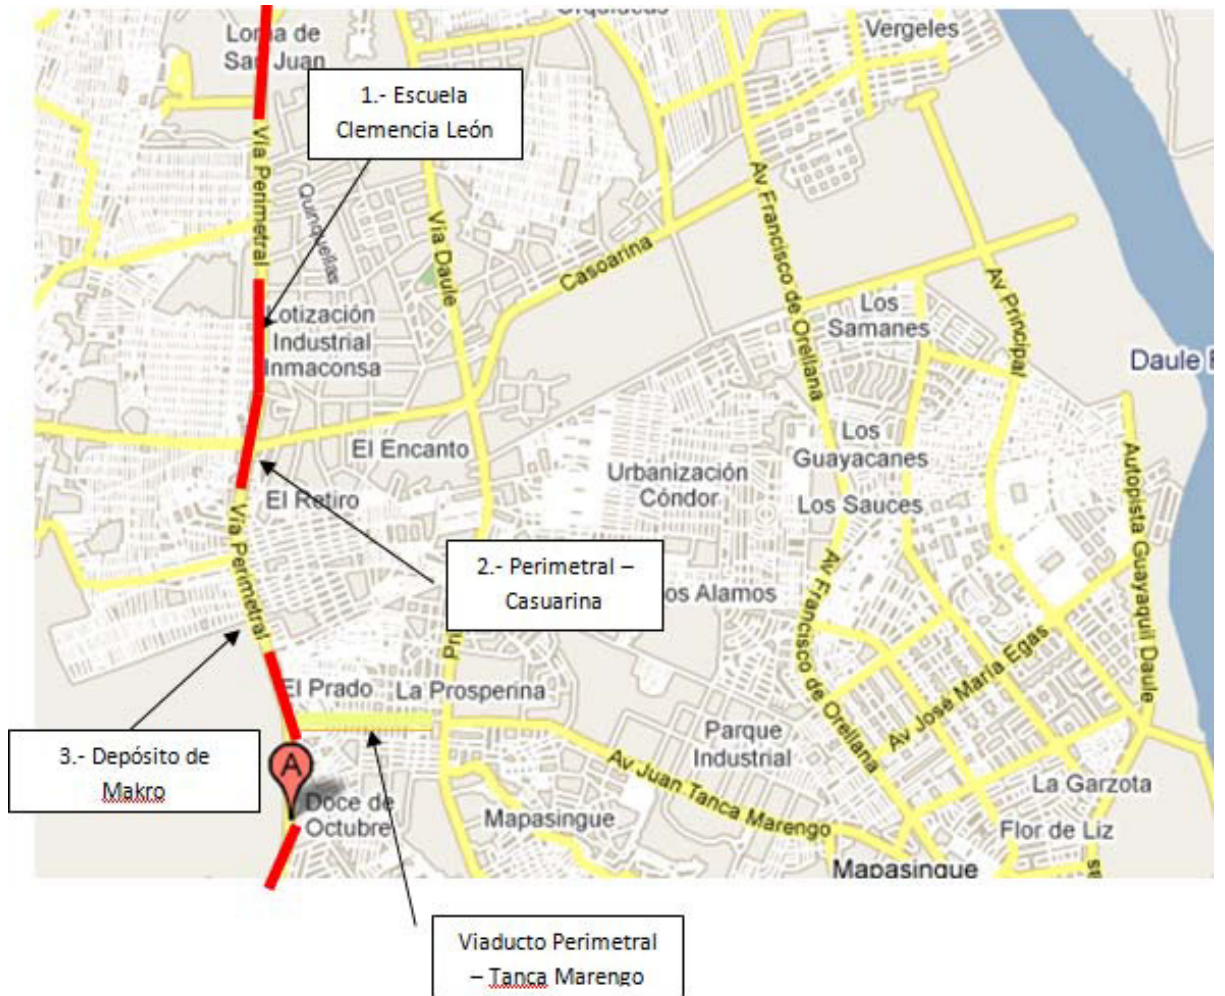 Orquídeas
Loma de
San Juan
Vergeles
1.- Escuela
Clemencia León
Vía Perimetral
Quinquelias
Vía Daule
Av Francisco de Orellana
Casoarina
Av Principal
Los
Samanes
Lotización
Industrial
Inmaconsa
Daule
El Encanto
Los
Guayacanes
Urbanización
Cóndor
Los Sauces
El Retiro
Autopista Guayaquil Daule
Vía Perimetral
2.- Perimetral –
Casuarina
os Alamos
Av Francisco de Orellana
Av José María Egas
El Prado
La Prosperina
Parque
Industrial
3.- Depósito de
Makro
A
Av Juan Tanca Marengo
La Garzota
Doce de
Octubre
Mapasingue
Flor de Liz
Mapasingue
Viaducto Perimetral
– Tanca Marengo